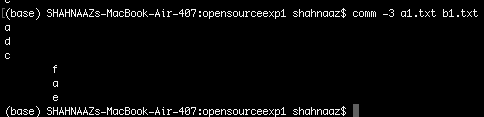 c
(base) SHAHNAAZs-MacBook-Air-407:opensourceexp1 shahnaaz$ comm -3 a1.txt b1.txt
a
d
c
f
a
e
(base) SHAHNAAZs-MacBook-Air-407:opensourceexp1 shahnaaz$